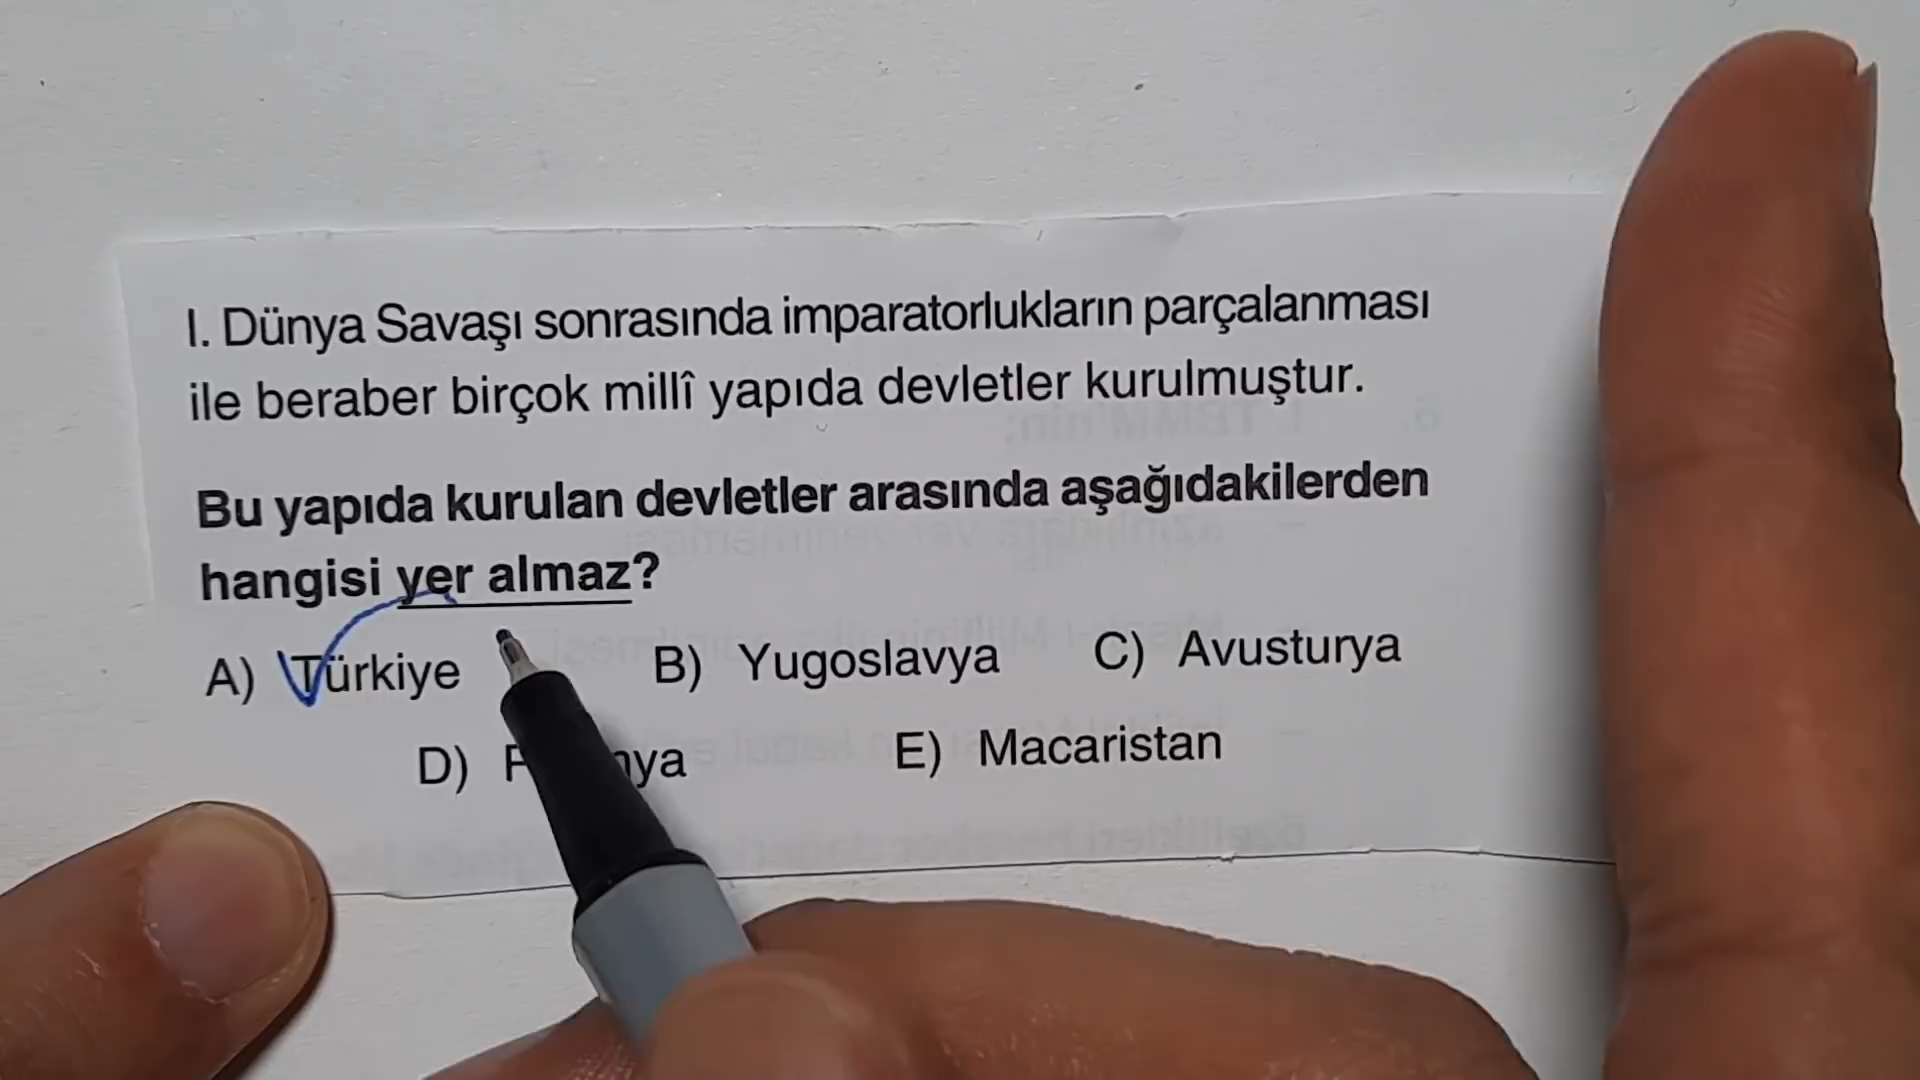 I. Dünya Savaşı sonrasında imparatorlukların parçalanması
ile beraber birçok millî yapıda devletler kurulmuştur.
Bu yapıda kurulan devletler arasında aşağıdakilerden
hangisi yer almaz?
A) Türkiye B) Yugoslavya C) Avusturya
D) E) Macaristan